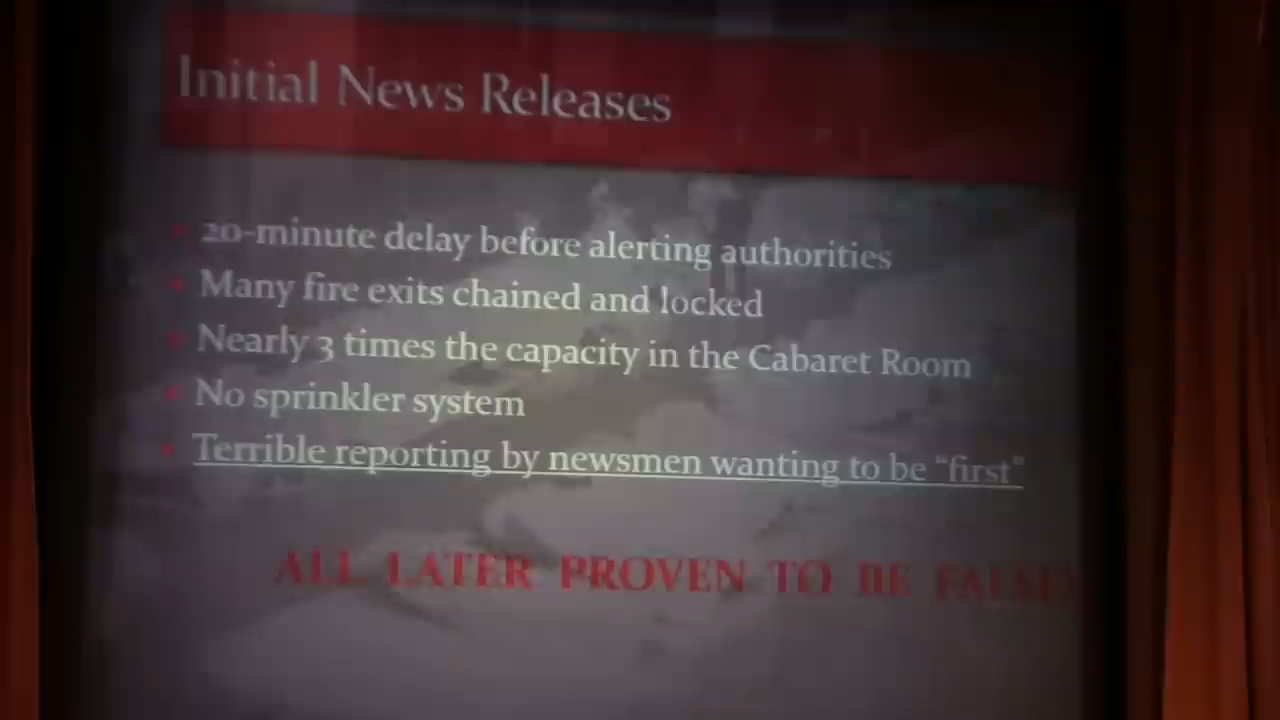 Initial News Releases
20-minute delay before alerting authorities
Many fire exits chained and locked
Nearly 3 times the capacity in the Cabaret Room
No sprinkler system
Terrible reporting by newsmen wanting to be “first”
ALL LATER PROVEN TO BE FALSE